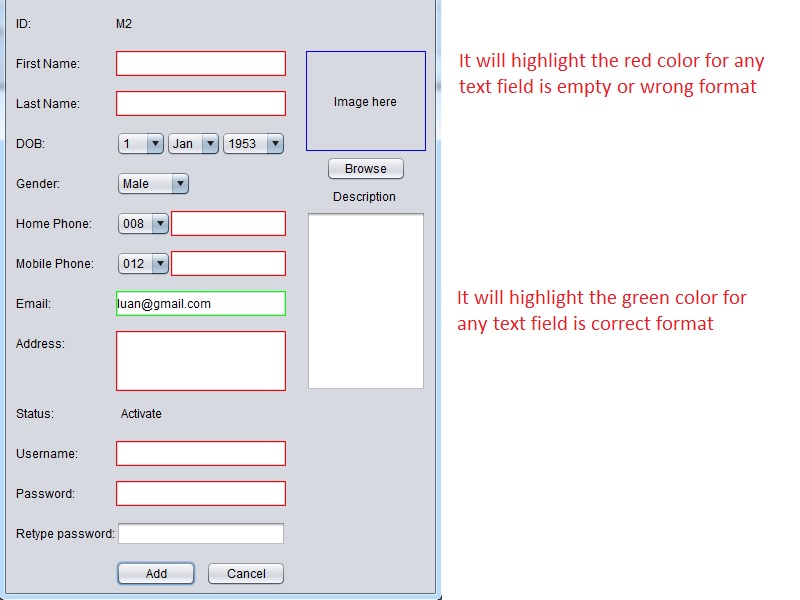 ID: M2
First Name:
Last Name:
Image here
DOB: 1 Jan 1953
Browse
Gender: Male
Description
Home Phone: 008
Mobile Phone: 012
Email: luan@gmail.com
Address:
Status: Activate
Username:
Password:
Retype password:
Add Cancel
It will highlight the red color for any
text field is empty or wrong format
It will highlight the green color for
any text field is correct format